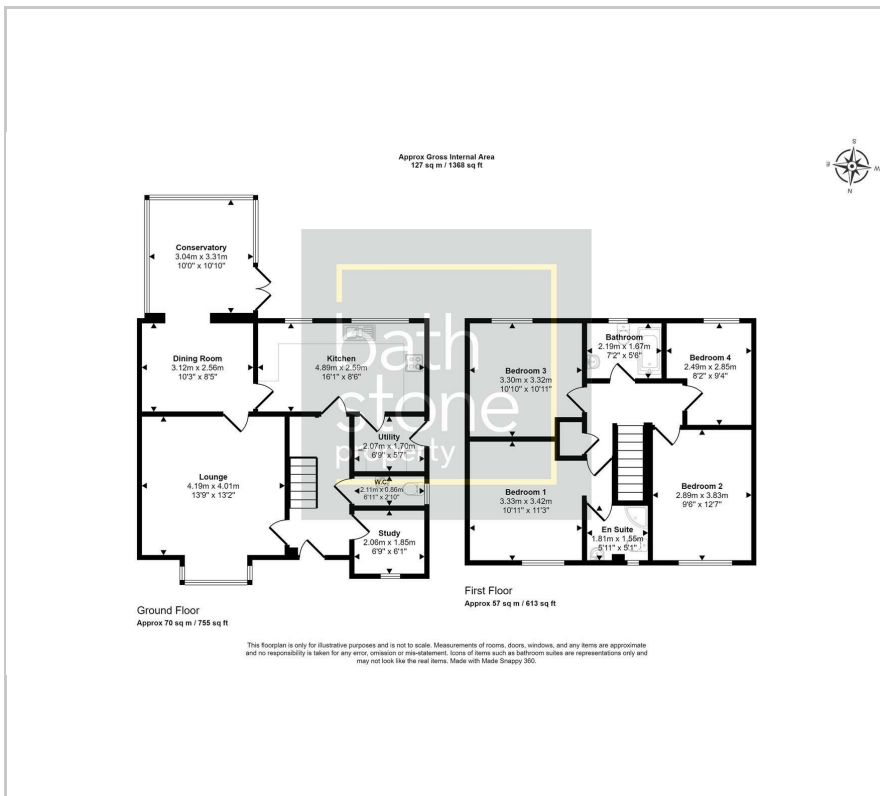 Approx Gross Internal Area
127 sq m / 1368 sq ft
S
E
W
N
Conservatory
3.04m x 3.31m
10'0" x 10'10"
Dining Room
3.12m x 2.56m
10'3" x 8'5"
Kitchen
4.89m x 2.59m
16'1" x 8'6"
Utility
2.07m x 1.70m
6'9" x 5'7"
Lounge
4.19m x 4.01m
13'9" x 13'2"
W.C.
2.11m x 0.86m
6'11" x 2'10"
Study
2.06m x 1.85m
6'9" x 6'1"
Ground Floor
Approx 70 sq m / 755 sq ft
bath
stone
property
Bedroom 3
3.30m x 3.32m
10'10" x 10'11"
Bathroom
2.19m x 1.67m
7'2" x 5'6"
Bedroom 4
2.49m x 2.85m
8'2" x 9'4"
Bedroom 1
3.33m x 3.42m
10'11" x 11'3"
En Suite
1.81m x 1.55m
5'11" x 5'1"
Bedroom 2
2.89m x 3.83m
9'6" x 12'7"
First Floor
Approx 57 sq m / 613 sq ft
This floorplan is only for illustrative purposes and is not to scale. Measurements of rooms, doors, windows, and any items are approximate
and no responsibility is taken for any error, omission or mis-statement. Icons of items such as bathroom suites are representations only and
may not look like the real items. Made with Made Snappy 360.